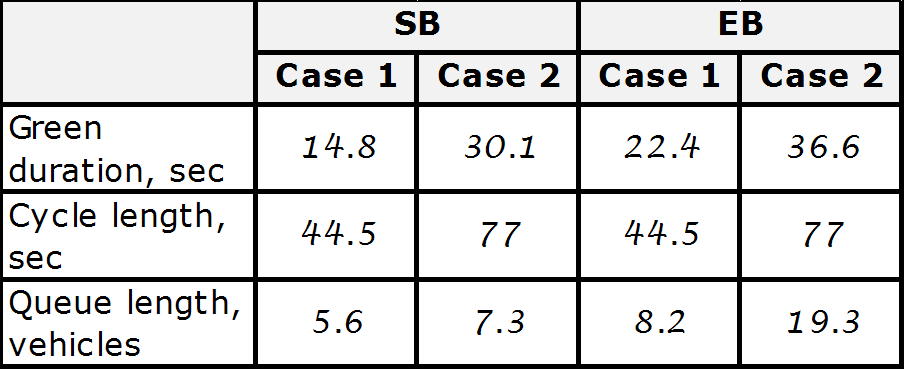 SB EB
Case 1 Case 2 Case 1 Case 2
Green
duration, sec 14.8 30.1 22.4 36.6
Cycle length,
sec 44.5 77 44.5 77
Queue length,
vehicles 5.6 7.3 8.2 19.3